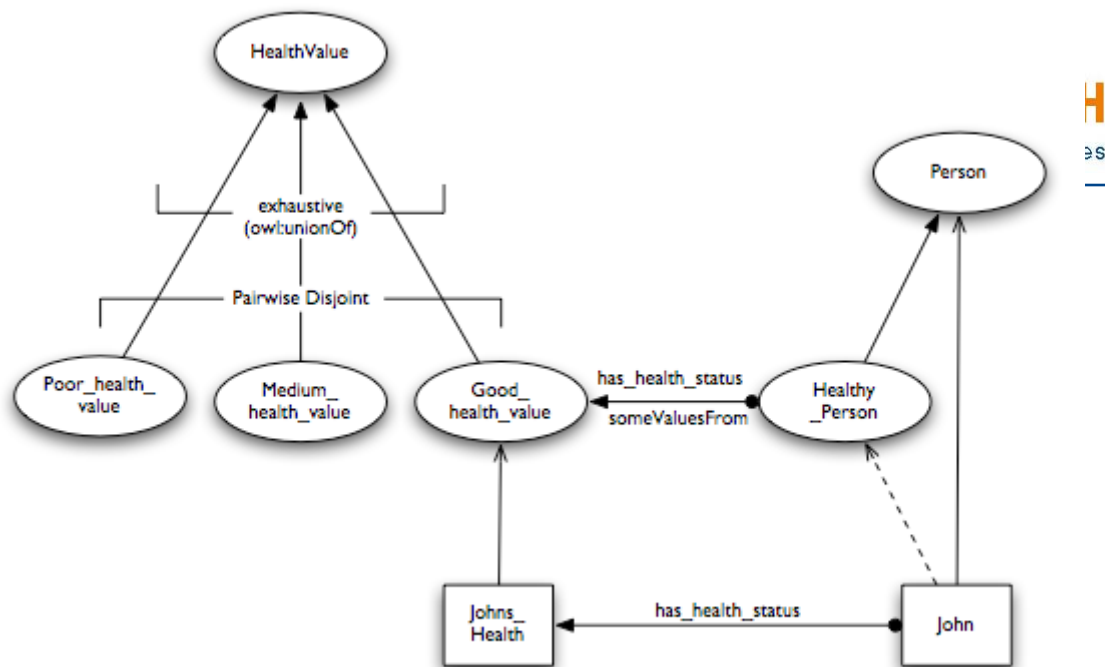 HealthValue
H
es
Person
exhaustive
(owl:unionOf)
Pairwise Disjoint
Poor_health_
value
Medium_
health_value
Good_
health_value
has_health_status
someValuesFrom
Healthy
_Person
Johns_
Health
has_health_status
John